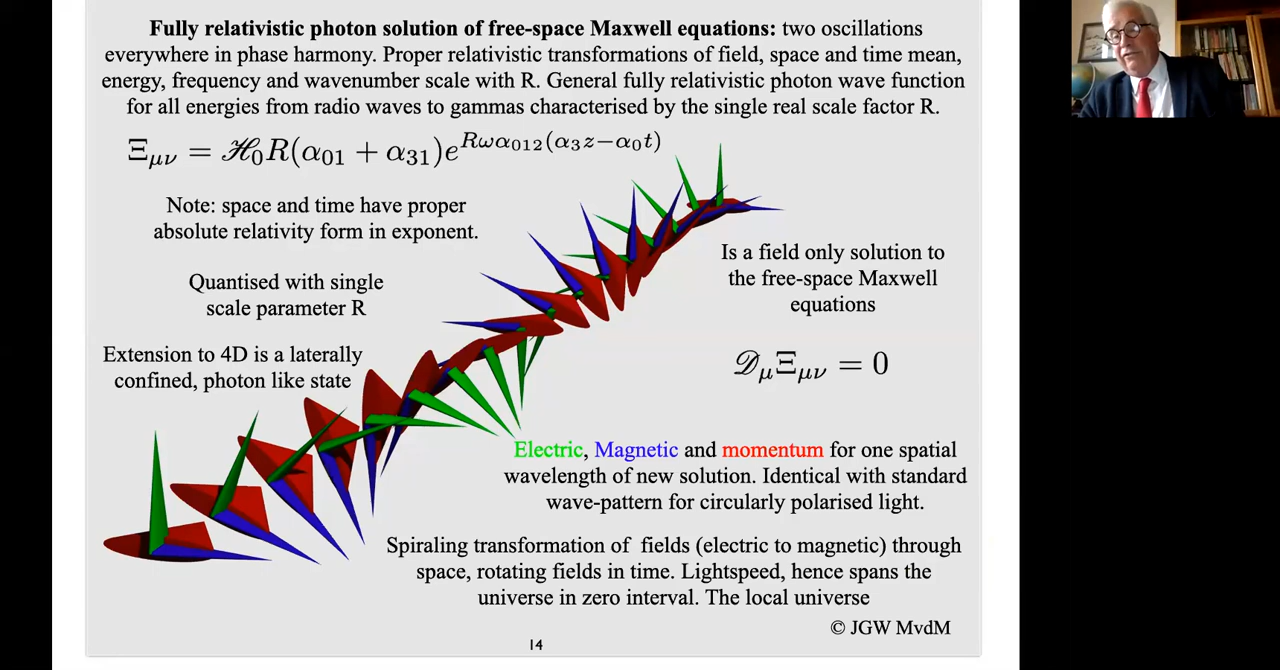 Fully relativistic photon solution of free-space Maxwell equations: two oscillations
everywhere in phase harmony. Proper relativistic transformations of field, space and time mean,
energy, frequency and wavenumber scale with R. General fully relativistic photon wave function
for all energies from radio waves to gammas characterised by the single real scale factor R.
Ξμν = ℋ₀R(α₀₁ + α₃₁)e^{Rωα₀₁₂(α₃z−α₀t)}
Note: space and time have proper
absolute relativity form in exponent.
Is a field only solution to
the free-space Maxwell
equations
Quantised with single
scale parameter R
Extension to 4D is a laterally
confined, photon like state
𝒟μΞμν = 0
Electric, Magnetic and momentum for one spatial
wavelength of new solution. Identical with standard
wave-pattern for circularly polarised light.
Spiraling transformation of fields (electric to magnetic) through
space, rotating fields in time. Lightspeed, hence spans the
universe in zero interval. The local universe
© JGW MvdM
14